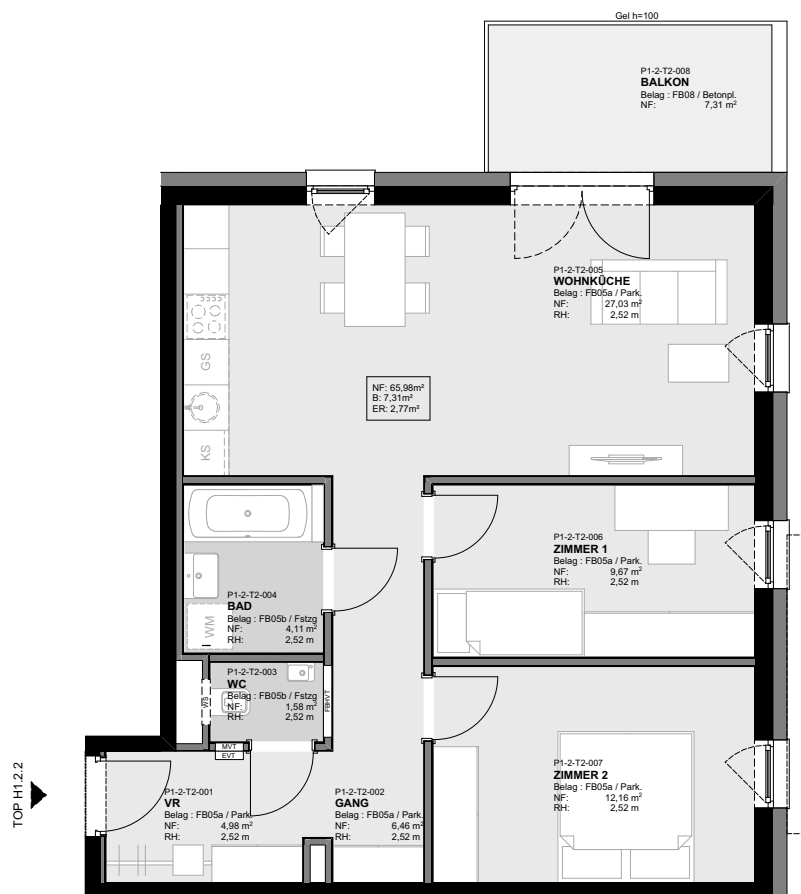 Gel h=100
P1-2-T2-008
BALKON
Belag : FB08 / Betonpl.
NF: 7,31 m²
P1-2-T2-005
WOHNKÜCHE
Belag : FB05a / Park.
NF: 27,03 m²
RH: 2,52 m
GS
KS
NF: 65,98m²
B: 7,31m²
ER: 2,77m²
P1-2-T2-006
ZIMMER 1
Belag : FB05a / Park.
NF: 9,67 m²
RH: 2,52 m
P1-2-T2-004
BAD
Belag : FB05b / Fstzg
NF: 4,11 m²
RH: 2,52 m
WM
P1-2-T2-003
WC
Belag : FB05b / Fstzg
NF: 1,58 m²
RH: 2,52 m
WS
FBHVT
MVT
EVT
P1-2-T2-007
ZIMMER 2
Belag : FB05a / Park.
NF: 12,16 m²
RH: 2,52 m
TOP H1.2.2
P1-2-T2-001
VR
Belag : FB05a / Park.
NF: 4,98 m²
RH: 2,52 m
P1-2-T2-002
GANG
Belag : FB05a / Park.
NF: 6,46 m²
RH: 2,52 m